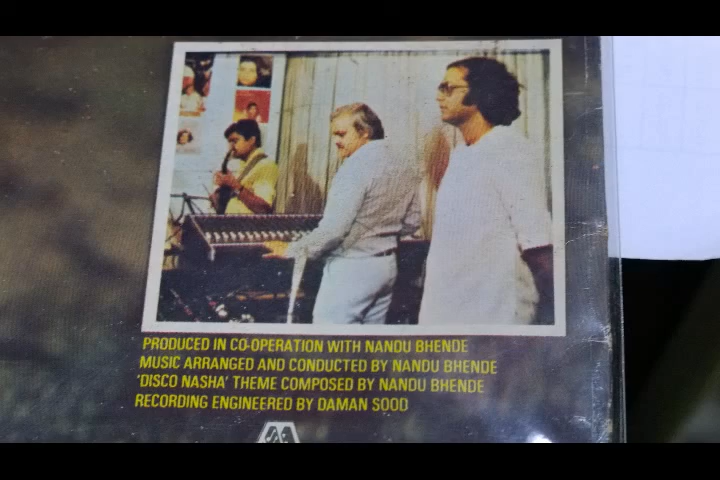 PRODUCED IN CO-OPERATION WITH NANDU BHENDE
MUSIC ARRANGED AND CONDUCTED BY NANDU BHENDE
'DISCO NASHA' THEME COMPOSED BY NANDU BHENDE
RECORDING ENGINEERED BY DAMAN SOOD